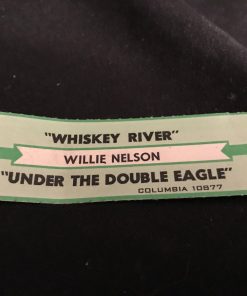 "WHISKEY RIVER"
WILLIE NELSON
"UNDER THE DOUBLE EAGLE"
COLUMBIA 10877